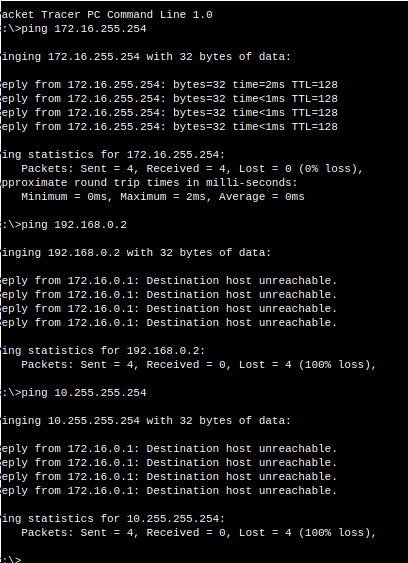 acket Tracer PC Command Line 1.0
:\>ping 172.16.255.254
inging 172.16.255.254 with 32 bytes of data:
eply from 172.16.255.254: bytes=32 time=2ms TTL=128
eply from 172.16.255.254: bytes=32 time<1ms TTL=128
eply from 172.16.255.254: bytes=32 time<1ms TTL=128
eply from 172.16.255.254: bytes=32 time<1ms TTL=128
ing statistics for 172.16.255.254:
Packets: Sent = 4, Received = 4, Lost = 0 (0% loss),
pproximate round trip times in milli-seconds:
Minimum = 0ms, Maximum = 2ms, Average = 0ms
:\>ping 192.168.0.2
inging 192.168.0.2 with 32 bytes of data:
eply from 172.16.0.1: Destination host unreachable.
eply from 172.16.0.1: Destination host unreachable.
eply from 172.16.0.1: Destination host unreachable.
eply from 172.16.0.1: Destination host unreachable.
ing statistics for 192.168.0.2:
Packets: Sent = 4, Received = 0, Lost = 4 (100% loss),
:\>ping 10.255.255.254
inging 10.255.255.254 with 32 bytes of data:
eply from 172.16.0.1: Destination host unreachable.
eply from 172.16.0.1: Destination host unreachable.
eply from 172.16.0.1: Destination host unreachable.
eply from 172.16.0.1: Destination host unreachable.
ing statistics for 10.255.255.254:
Packets: Sent = 4, Received = 0, Lost = 4 (100% loss),
:\>